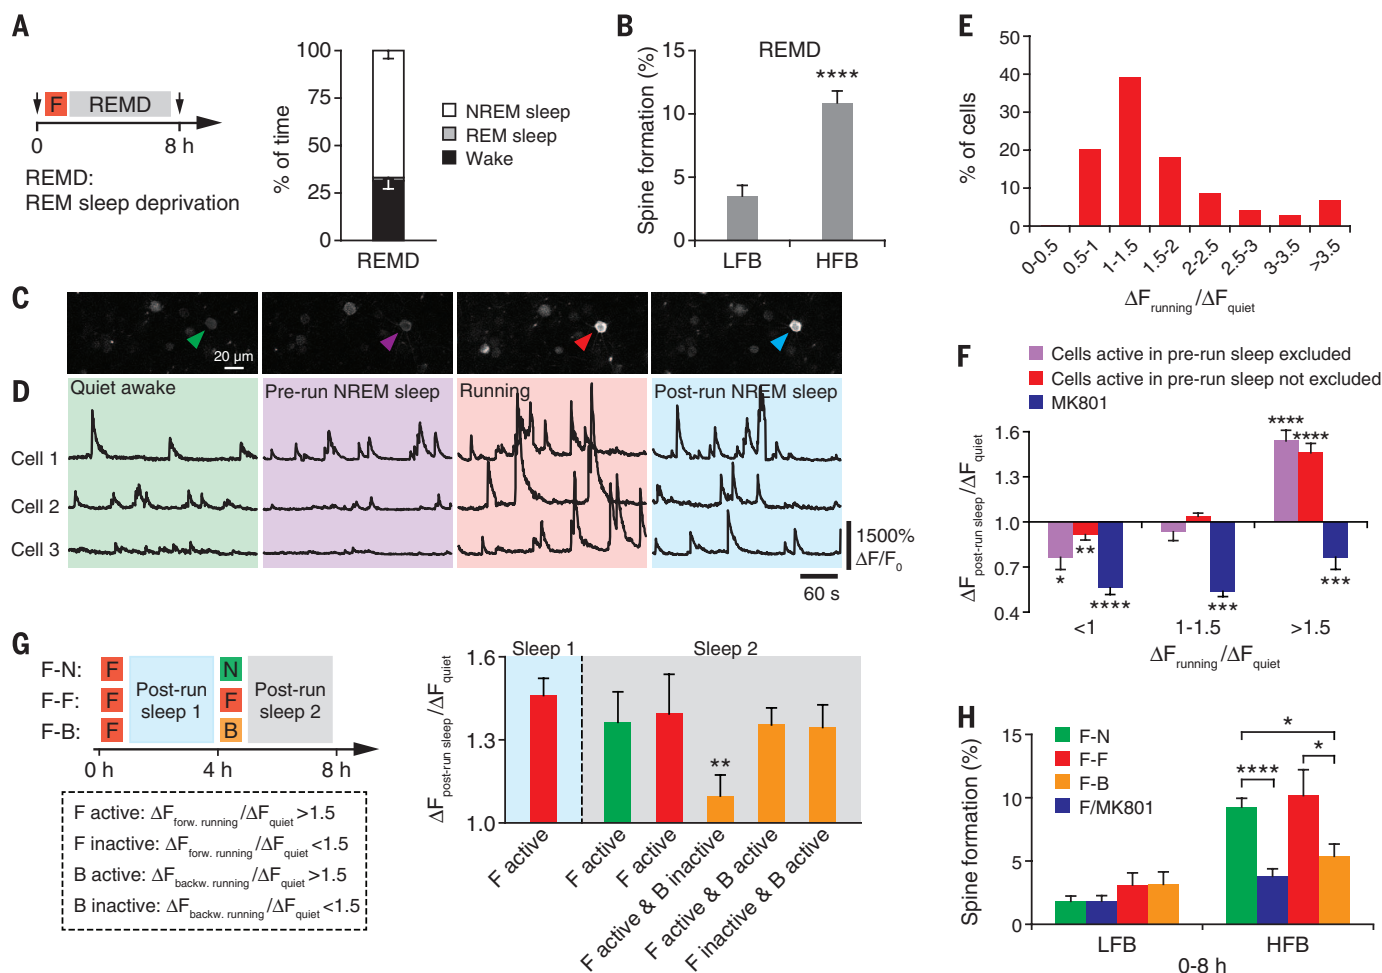 A
F
REMD
0
8 h
REMD:
REM sleep deprivation
% of time
100
75
50
25
0
REMD
NREM sleep
REM sleep
Wake
B
REMD
Spine formation (%)
15
10
5
0
****
LFB
HFB
C
20 µm
D
Quiet awake
Pre-run NREM sleep
Running
Post-run NREM sleep
Cell 1
Cell 2
Cell 3
1500%
ΔF/F0
60 s
E
% of cells
50
40
30
20
10
0
0-0.5
0.5-1
1-1.5
1.5-2
2-2.5
2.5-3
3-3.5
>3.5
ΔFrunning/ΔFquiet
F
Cells active in pre-run sleep excluded
Cells active in pre-run sleep not excluded
MK801
ΔFpost-run sleep/ΔFquiet
1.6
1.3
1.0
0.7
0.4
*
**
****
***
****
****
***
<1
1-1.5
>1.5
ΔFrunning/ΔFquiet
G
F-N:
F-F:
F-B:
F
F
F
Post-run
sleep 1
N
F
B
Post-run
sleep 2
0 h
4 h
8 h
F active: ΔFforw. running/ΔFquiet >1.5
F inactive: ΔFforw. running/ΔFquiet <1.5
B active: ΔFbackw. running/ΔFquiet >1.5
B inactive: ΔFbackw. running/ΔFquiet <1.5
ΔFpost-run sleep/ΔFquiet
1.6
1.3
1.0
Sleep 1
Sleep 2
**
F active
F active
F active
F active & B inactive
F active & B active
F inactive & B active
H
F-N
F-F
F-B
F/MK801
Spine formation (%)
15
10
5
0
*
*
****
LFB
HFB
0-8 h